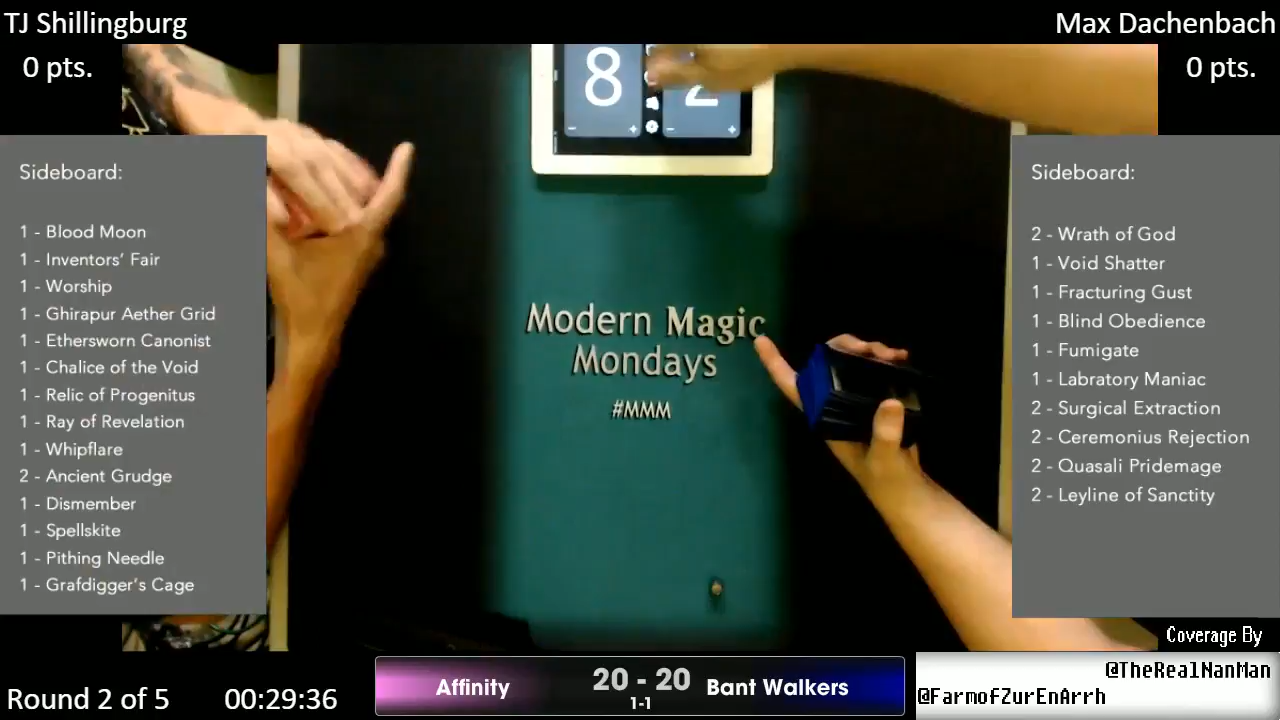 TJ Shillingburg
0 pts.
Max Dachenbach
0 pts.
8 2
Sideboard:
1 - Blood Moon
1 - Inventors' Fair
1 - Worship
1 - Ghirapur Aether Grid
1 - Ethersworn Canonist
1 - Chalice of the Void
1 - Relic of Progenitus
1 - Ray of Revelation
1 - Whipflare
2 - Ancient Grudge
1 - Dismember
1 - Spellskite
1 - Pithing Needle
1 - Grafdigger's Cage
Modern Magic
Mondays
#MMM
Sideboard:
2 - Wrath of God
1 - Void Shatter
1 - Fracturing Gust
1 - Blind Obedience
1 - Fumigate
1 - Labratory Maniac
2 - Surgical Extraction
2 - Ceremonius Rejection
2 - Quasali Pridemage
2 - Leyline of Sanctity
Coverage By
@TheRealNanMan
@FarmofZurEnArrh
Round 2 of 5 00:29:36
Affinity 20 - 20 Bant Walkers
1-1